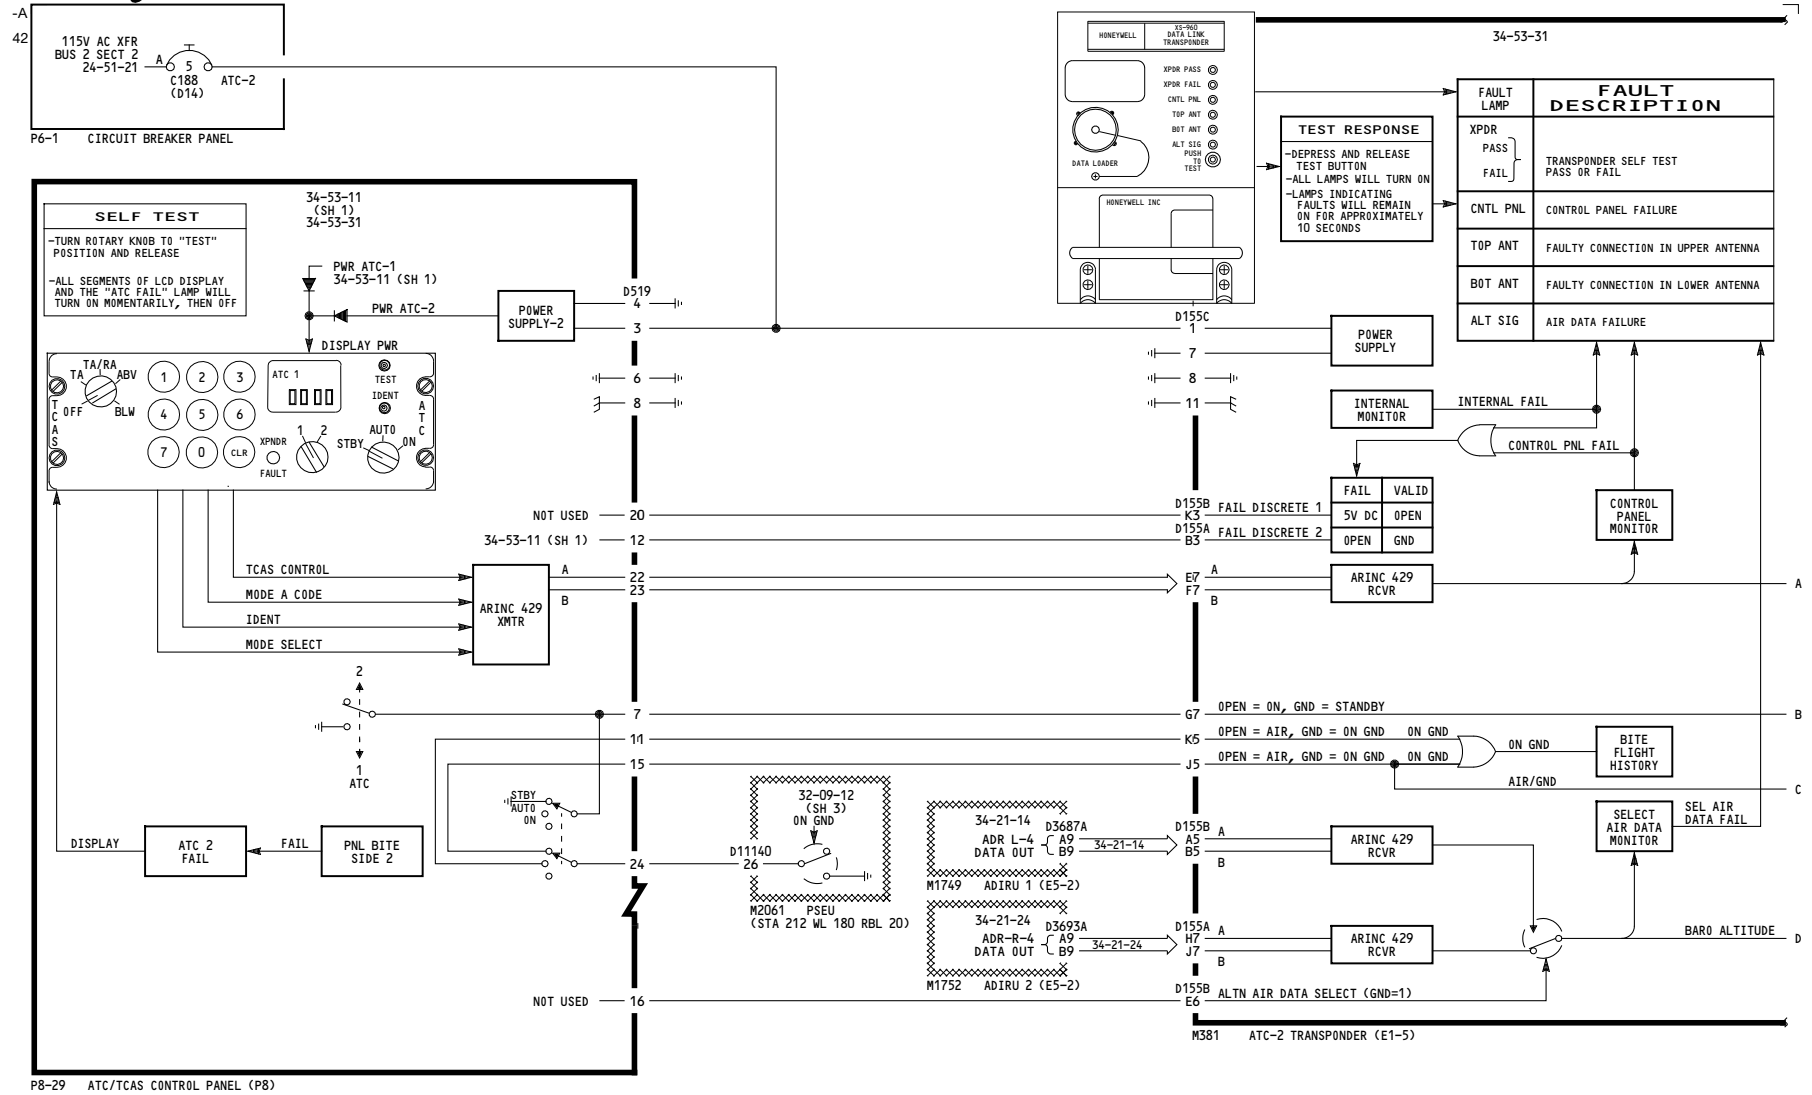 -A
42
115V AC XFR
BUS 2 SECT 2
24-51-21
A
5
C188
(D14)
ATC-2
P6-1 CIRCUIT BREAKER PANEL
34-53-11
(SH 1)
34-53-31
SELF TEST
-TURN ROTARY KNOB TO "TEST"
POSITION AND RELEASE
-ALL SEGMENTS OF LCD DISPLAY
AND THE "ATC FAIL" LAMP WILL
TURN ON MOMENTARILY, THEN OFF
PWR ATC-1
34-53-11 (SH 1)
PWR ATC-2
POWER
SUPPLY-2
DISPLAY PWR
D519
4
3
6
8
TCAS
TA
TA/RA
ABV
OFF
BLW
1
2
3
4
5
6
7
0
CLR
ATC 1
TEST
IDENT
ATC
XPNDR
FAULT
1 2
STBY
AUTO
ON
NOT USED
20
34-53-11 (SH 1)
12
TCAS CONTROL
MODE A CODE
IDENT
MODE SELECT
ARINC 429
XMTR
A
B
22
23
2
1
ATC
7
11
15
STBY
AUTO
ON
24
DISPLAY
ATC 2
FAIL
FAIL
PNL BITE
SIDE 2
NOT USED
16
P8-29 ATC/TCAS CONTROL PANEL (P8)
32-09-12
(SH 3)
ON GND
D11140
26
M2061 PSEU
(STA 212 WL 180 RBL 20)
34-21-14
ADR L-4
DATA OUT
D3687A
A9
B9
34-21-14
M1749 ADIRU 1 (E5-2)
34-21-24
ADR-R-4
DATA OUT
D3693A
A9
B9
34-21-24
M1752 ADIRU 2 (E5-2)
HONEYWELL
XS-960
DATA LINK
TRANSPONDER
XPDR PASS
XPDR FAIL
CNTL PNL
TOP ANT
BOT ANT
ALT SIG
PUSH
TO
TEST
DATA LOADER
HONEYWELL INC
34-53-31
TEST RESPONSE
-DEPRESS AND RELEASE
TEST BUTTON
-ALL LAMPS WILL TURN ON
-LAMPS INDICATING
FAULTS WILL REMAIN
ON FOR APPROXIMATELY
10 SECONDS
FAULT
LAMP
FAULT
DESCRIPTION
XPDR
PASS
FAIL
TRANSPONDER SELF TEST
PASS OR FAIL
CNTL PNL
CONTROL PANEL FAILURE
TOP ANT
FAULTY CONNECTION IN UPPER ANTENNA
BOT ANT
FAULTY CONNECTION IN LOWER ANTENNA
ALT SIG
AIR DATA FAILURE
D155C
1
7
8
11
POWER
SUPPLY
INTERNAL
MONITOR
INTERNAL FAIL
CONTROL PNL FAIL
FAIL VALID
5V DC OPEN
OPEN GND
D155B
K3
FAIL DISCRETE 1
D155A
B3
FAIL DISCRETE 2
CONTROL
PANEL
MONITOR
E7
F7
A
B
ARINC 429
RCVR
A
G7
OPEN = ON, GND = STANDBY
B
K5
OPEN = AIR, GND = ON GND ON GND
J5
OPEN = AIR, GND = ON GND ON GND
ON GND
BITE
FLIGHT
HISTORY
AIR/GND
C
SELECT
AIR DATA
MONITOR
SEL AIR
DATA FAIL
D155B
A5
B5
A
B
ARINC 429
RCVR
D155A
H7
J7
A
B
ARINC 429
RCVR
BARO ALTITUDE
D
D155B
E6
ALTN AIR DATA SELECT (GND=1)
M381 ATC-2 TRANSPONDER (E1-5)